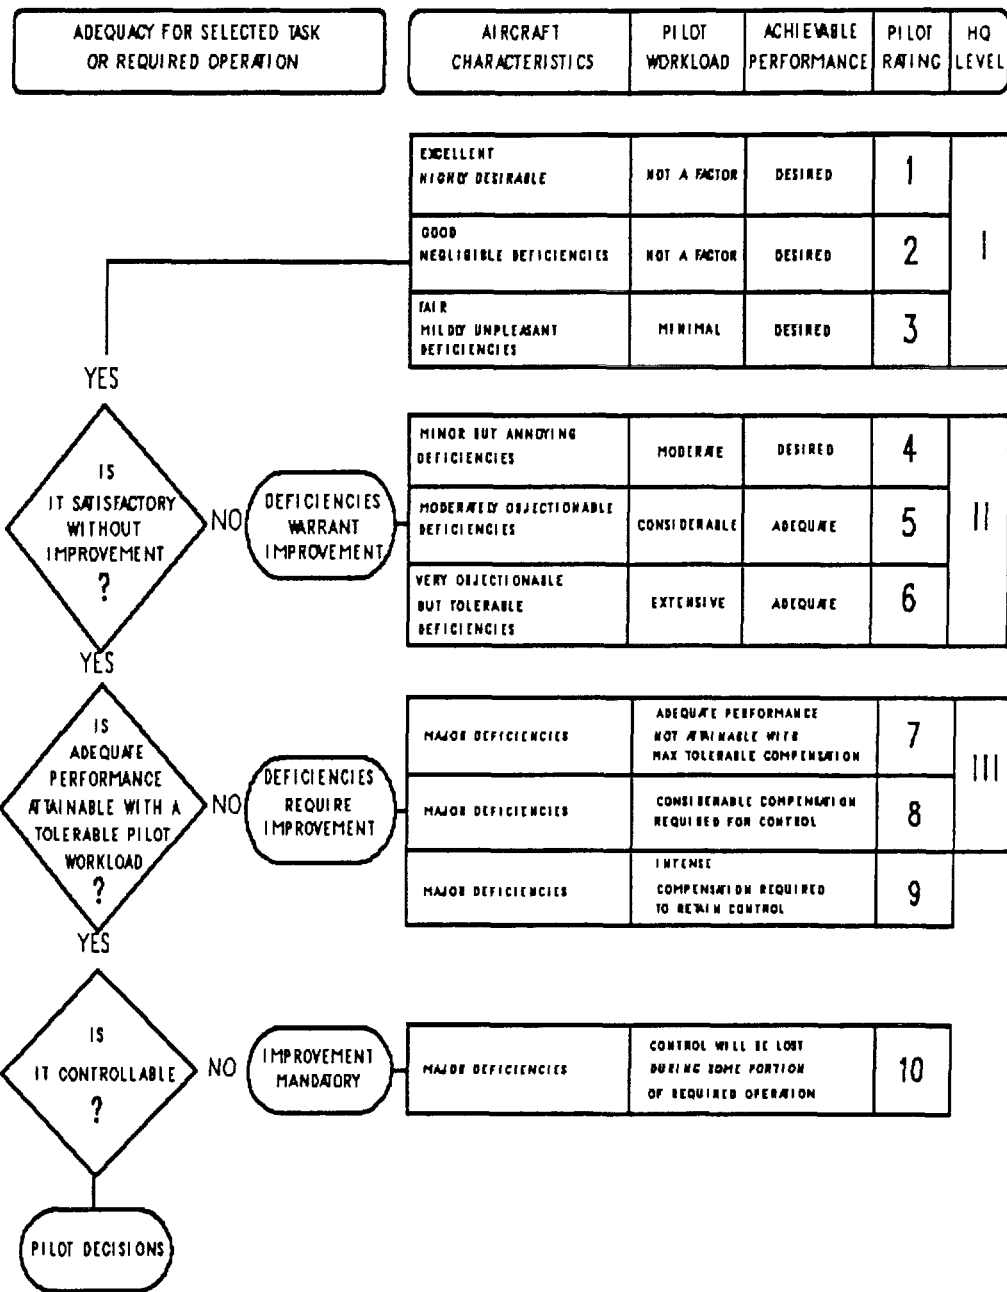 ADEQUACY FOR SELECTED TASK
OR REQUIRED OPERATION
AIRCRAFT
CHARACTERISTICS
PILOT
WORKLOAD
ACHIEVABLE
PERFORMANCE
PILOT
RATING
HQ
LEVEL
EXCELLENT
HIGHLY DESIRABLE
NOT A FACTOR
DESIRED
1
GOOD
NEGLIGIBLE DEFICIENCIES
NOT A FACTOR
DESIRED
2
I
FAIR
MILDLY UNPLEASANT
DEFICIENCIES
MINIMAL
DESIRED
3
YES
IS
IT SATISFACTORY
WITHOUT
IMPROVEMENT
?
NO
DEFICIENCIES
WARRANT
IMPROVEMENT
MINOR BUT ANNOYING
DEFICIENCIES
MODERATE
DESIRED
4
MODERATELY OBJECTIONABLE
DEFICIENCIES
CONSIDERABLE
ADEQUATE
5
II
VERY OBJECTIONABLE
BUT TOLERABLE
DEFICIENCIES
EXTENSIVE
ADEQUATE
6
YES
IS
ADEQUATE
PERFORMANCE
ATTAINABLE WITH A
TOLERABLE PILOT
WORKLOAD
?
NO
DEFICIENCIES
REQUIRE
IMPROVEMENT
MAJOR DEFICIENCIES
ADEQUATE PERFORMANCE
NOT ATTAINABLE WITH
MAX TOLERABLE COMPENSATION
7
III
MAJOR DEFICIENCIES
CONSIDERABLE COMPENSATION
REQUIRED FOR CONTROL
8
MAJOR DEFICIENCIES
INTENSE
COMPENSATION REQUIRED
TO RETAIN CONTROL
9
YES
IS
IT CONTROLLABLE
?
NO
IMPROVEMENT
MANDATORY
MAJOR DEFICIENCIES
CONTROL WILL BE LOST
DURING SOME PORTION
OF REQUIRED OPERATION
10
PILOT DECISIONS